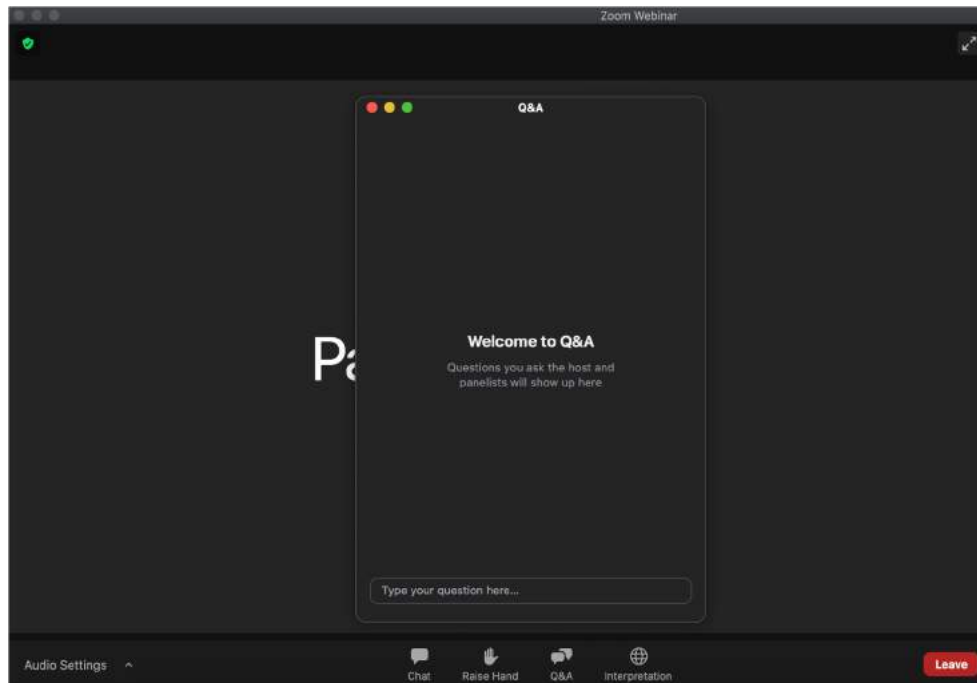 Zoom Webinar
Q&A
Pa
Welcome to Q&A
Questions you ask the host and
panelists will show up here
Type your question here...
Audio Settings
Chat
Raise Hand
Q&A
Interpretation
Leave